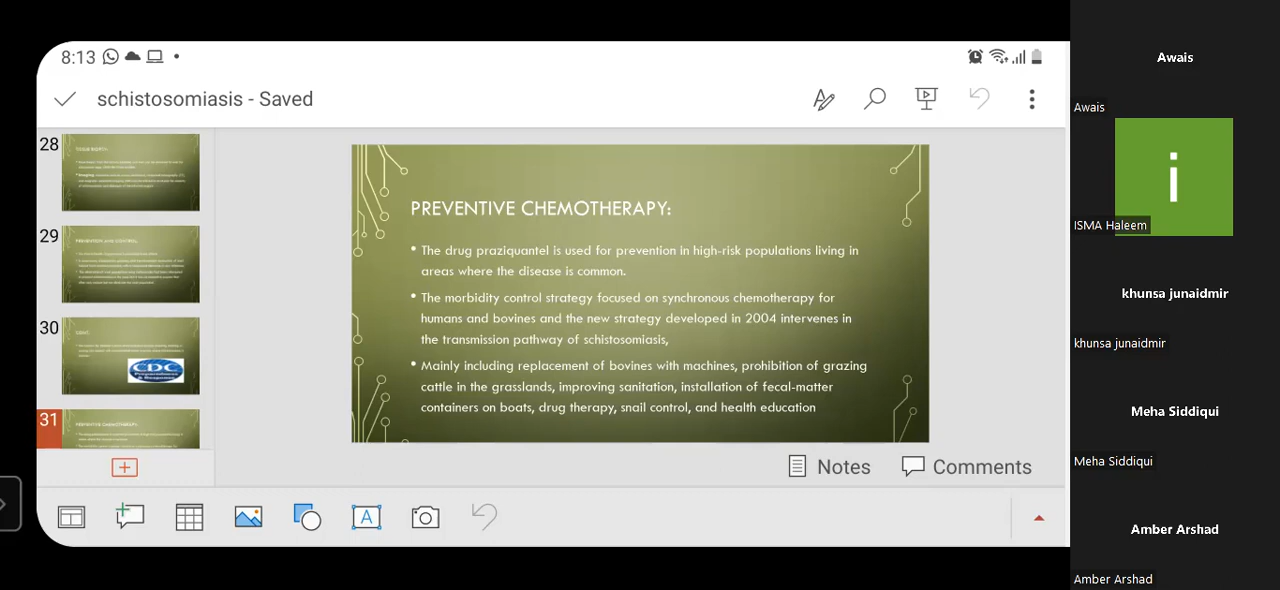 8:13
schistosomiasis - Saved
28
29
30
CDC
31
PREVENTIVE CHEMOTHERAPY:
• The drug praziquantel is used for prevention in high-risk populations living in
areas where the disease is common.
• The morbidity control strategy focused on synchronous chemotherapy for
humans and bovines and the new strategy developed in 2004 intervenes in
the transmission pathway of schistosomiasis,
• Mainly including replacement of bovines with machines, prohibition of grazing
cattle in the grasslands, improving sanitation, installation of fecal-matter
containers on boats, drug therapy, snail control, and health education
Notes
Comments
Awais
Awais
i
ISMA Haleem
khunsa junaidmir
khunsa junaidmir
Meha Siddiqui
Meha Siddiqui
Amber Arshad
Amber Arshad